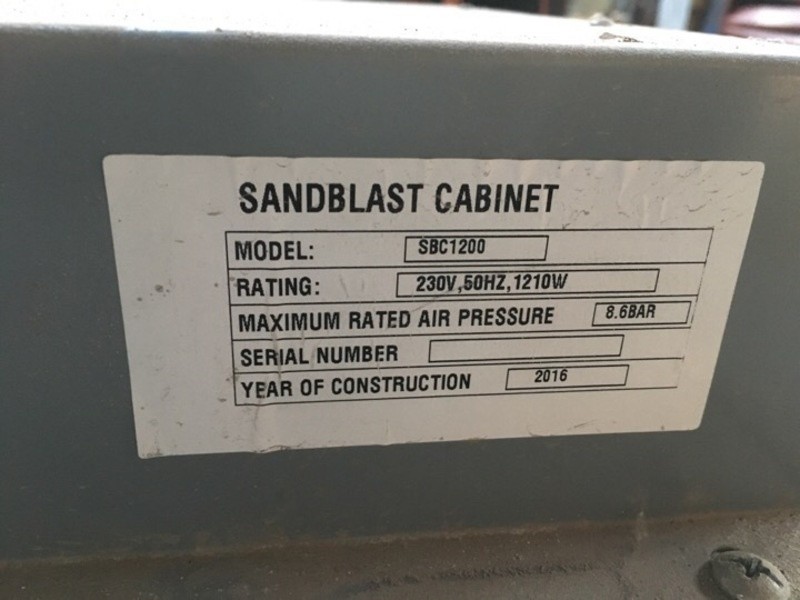 SANDBLAST CABINET
MODEL: SBC1200
RATING: 230V,50HZ,1210W
MAXIMUM RATED AIR PRESSURE 8.6BAR
SERIAL NUMBER
YEAR OF CONSTRUCTION 2016